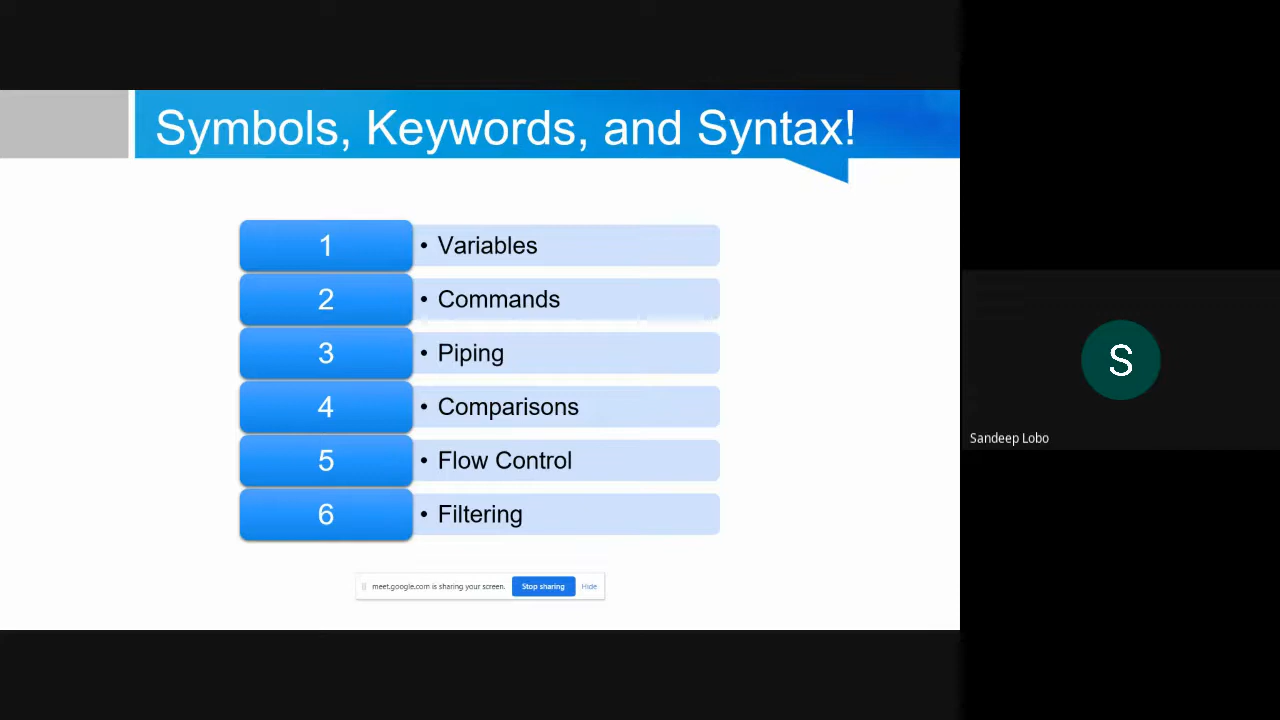 Symbols, Keywords, and Syntax!
1 • Variables
2 • Commands
3 • Piping
4 • Comparisons
5 • Flow Control
6 • Filtering
meet.google.com is sharing your screen. Stop sharing Hide
S
Sandeep Lobo